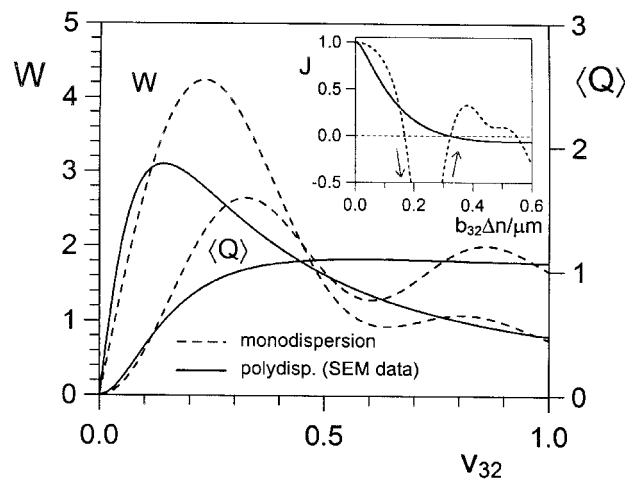 5
4
3
2
1
0
W
W
⟨Q⟩
monodispersion
polydisp. (SEM data)
0.0
0.5
1.0
v₃₂
3
2
1
0
⟨Q⟩
J
1.0
0.5
0.0
-0.5
0.0
0.2
0.4
0.6
b₃₂Δn/μm